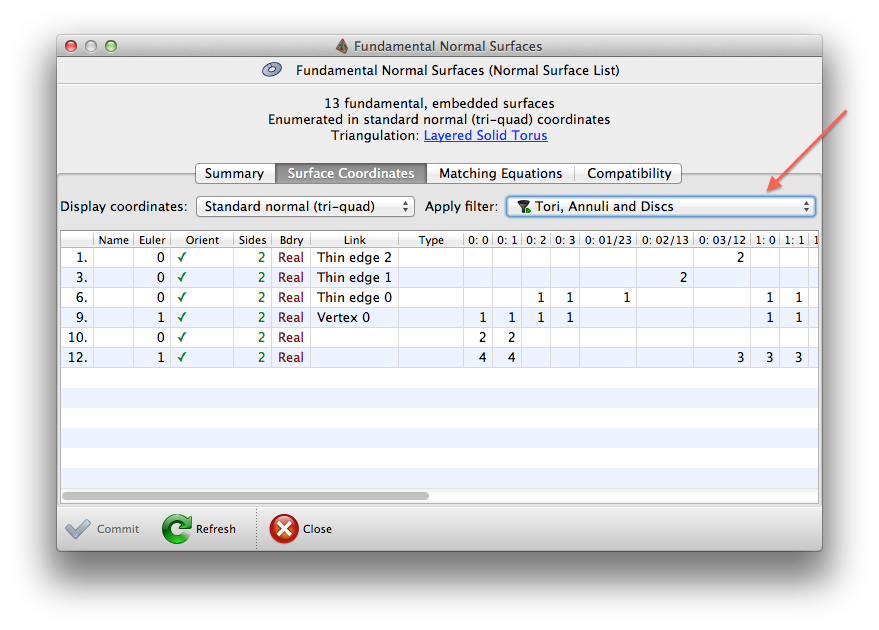 Fundamental Normal Surfaces
Fundamental Normal Surfaces (Normal Surface List)
13 fundamental, embedded surfaces
Enumerated in standard normal (tri-quad) coordinates
Triangulation: Layered Solid Torus
Summary Surface Coordinates Matching Equations Compatibility
Display coordinates: Standard normal (tri-quad) Apply filter: Tori, Annuli and Discs
Name Euler Orient Sides Bdry Link Type 0: 0 0: 1 0: 2 0: 3 0: 01/23 0: 02/13 0: 03/12 1: 0 1: 1 1
1. 0 ✓ 2 Real Thin edge 2 2
3. 0 ✓ 2 Real Thin edge 1 2
6. 0 ✓ 2 Real Thin edge 0 1 1 1 1 1
9. 1 ✓ 2 Real Vertex 0 1 1 1 1 1 1
10. 0 ✓ 2 Real 2 2
12. 1 ✓ 2 Real 4 4 3 3 3
Commit Refresh Close